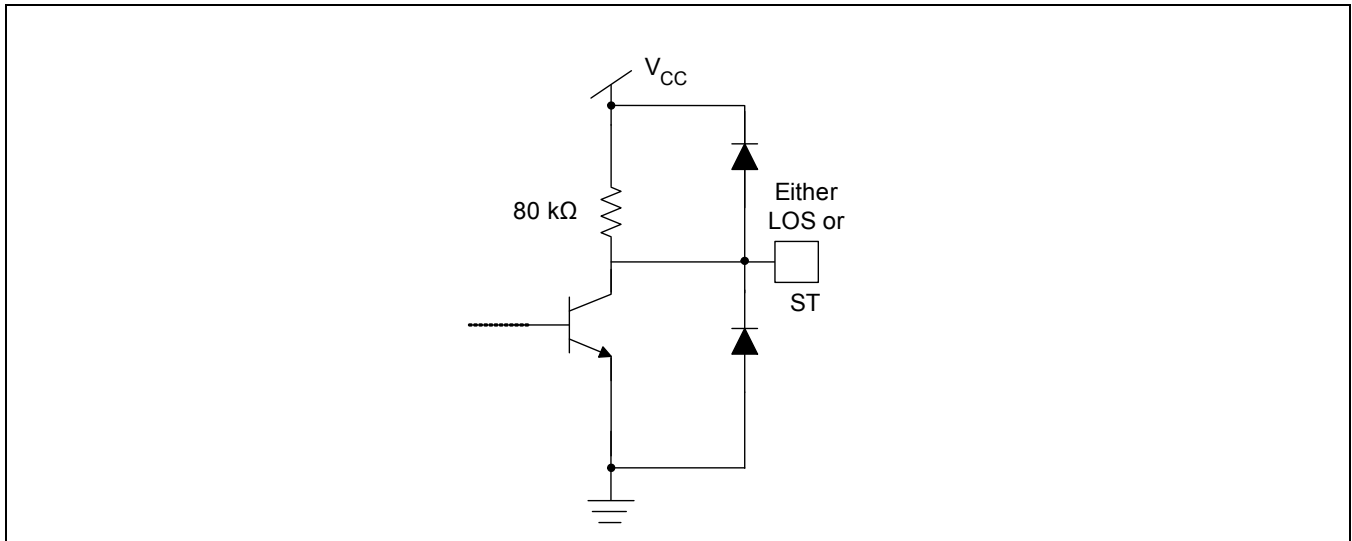 V_CC
80 kΩ
Either
LOS or
ST